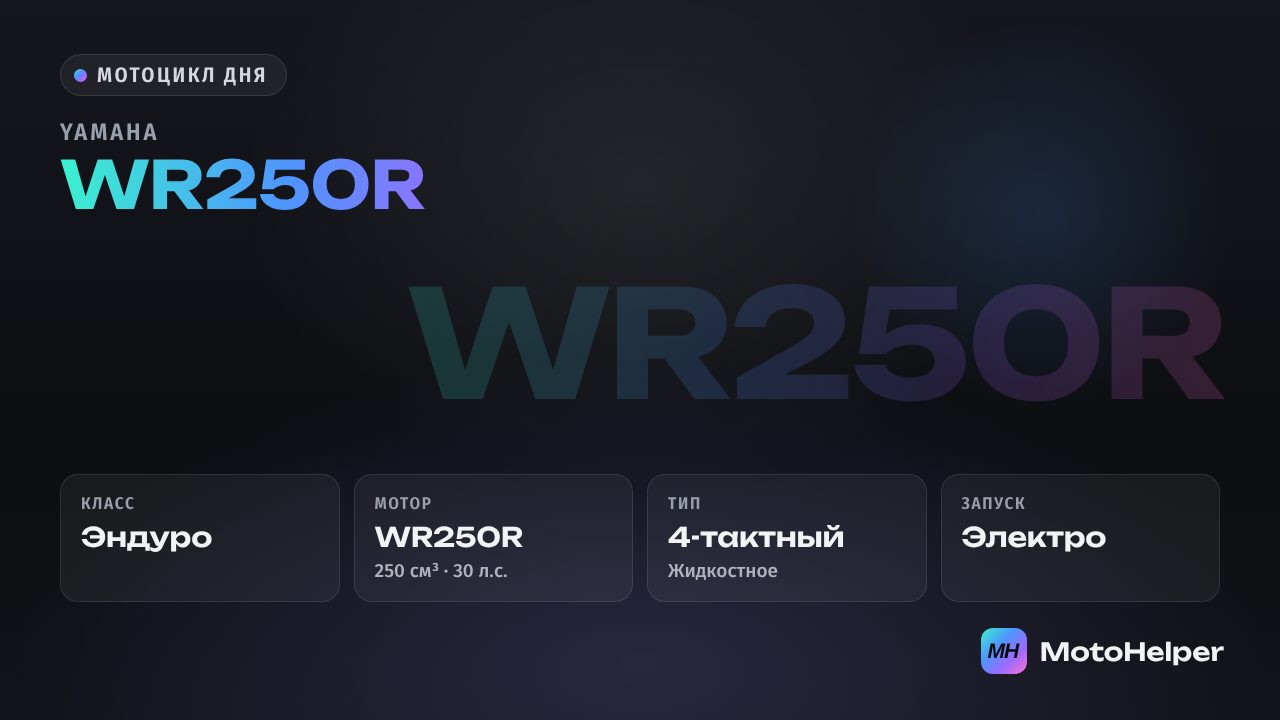 МОТОЦИКЛ ДНЯ
YAMAHA
WR250R
WR250R
КЛАСС
Эндуро
МОТОР
WR250R
250 см³ · 30 л.с.
ТИП
4-тактный
Жидкостное
ЗАПУСК
Электро
MH MotoHelper